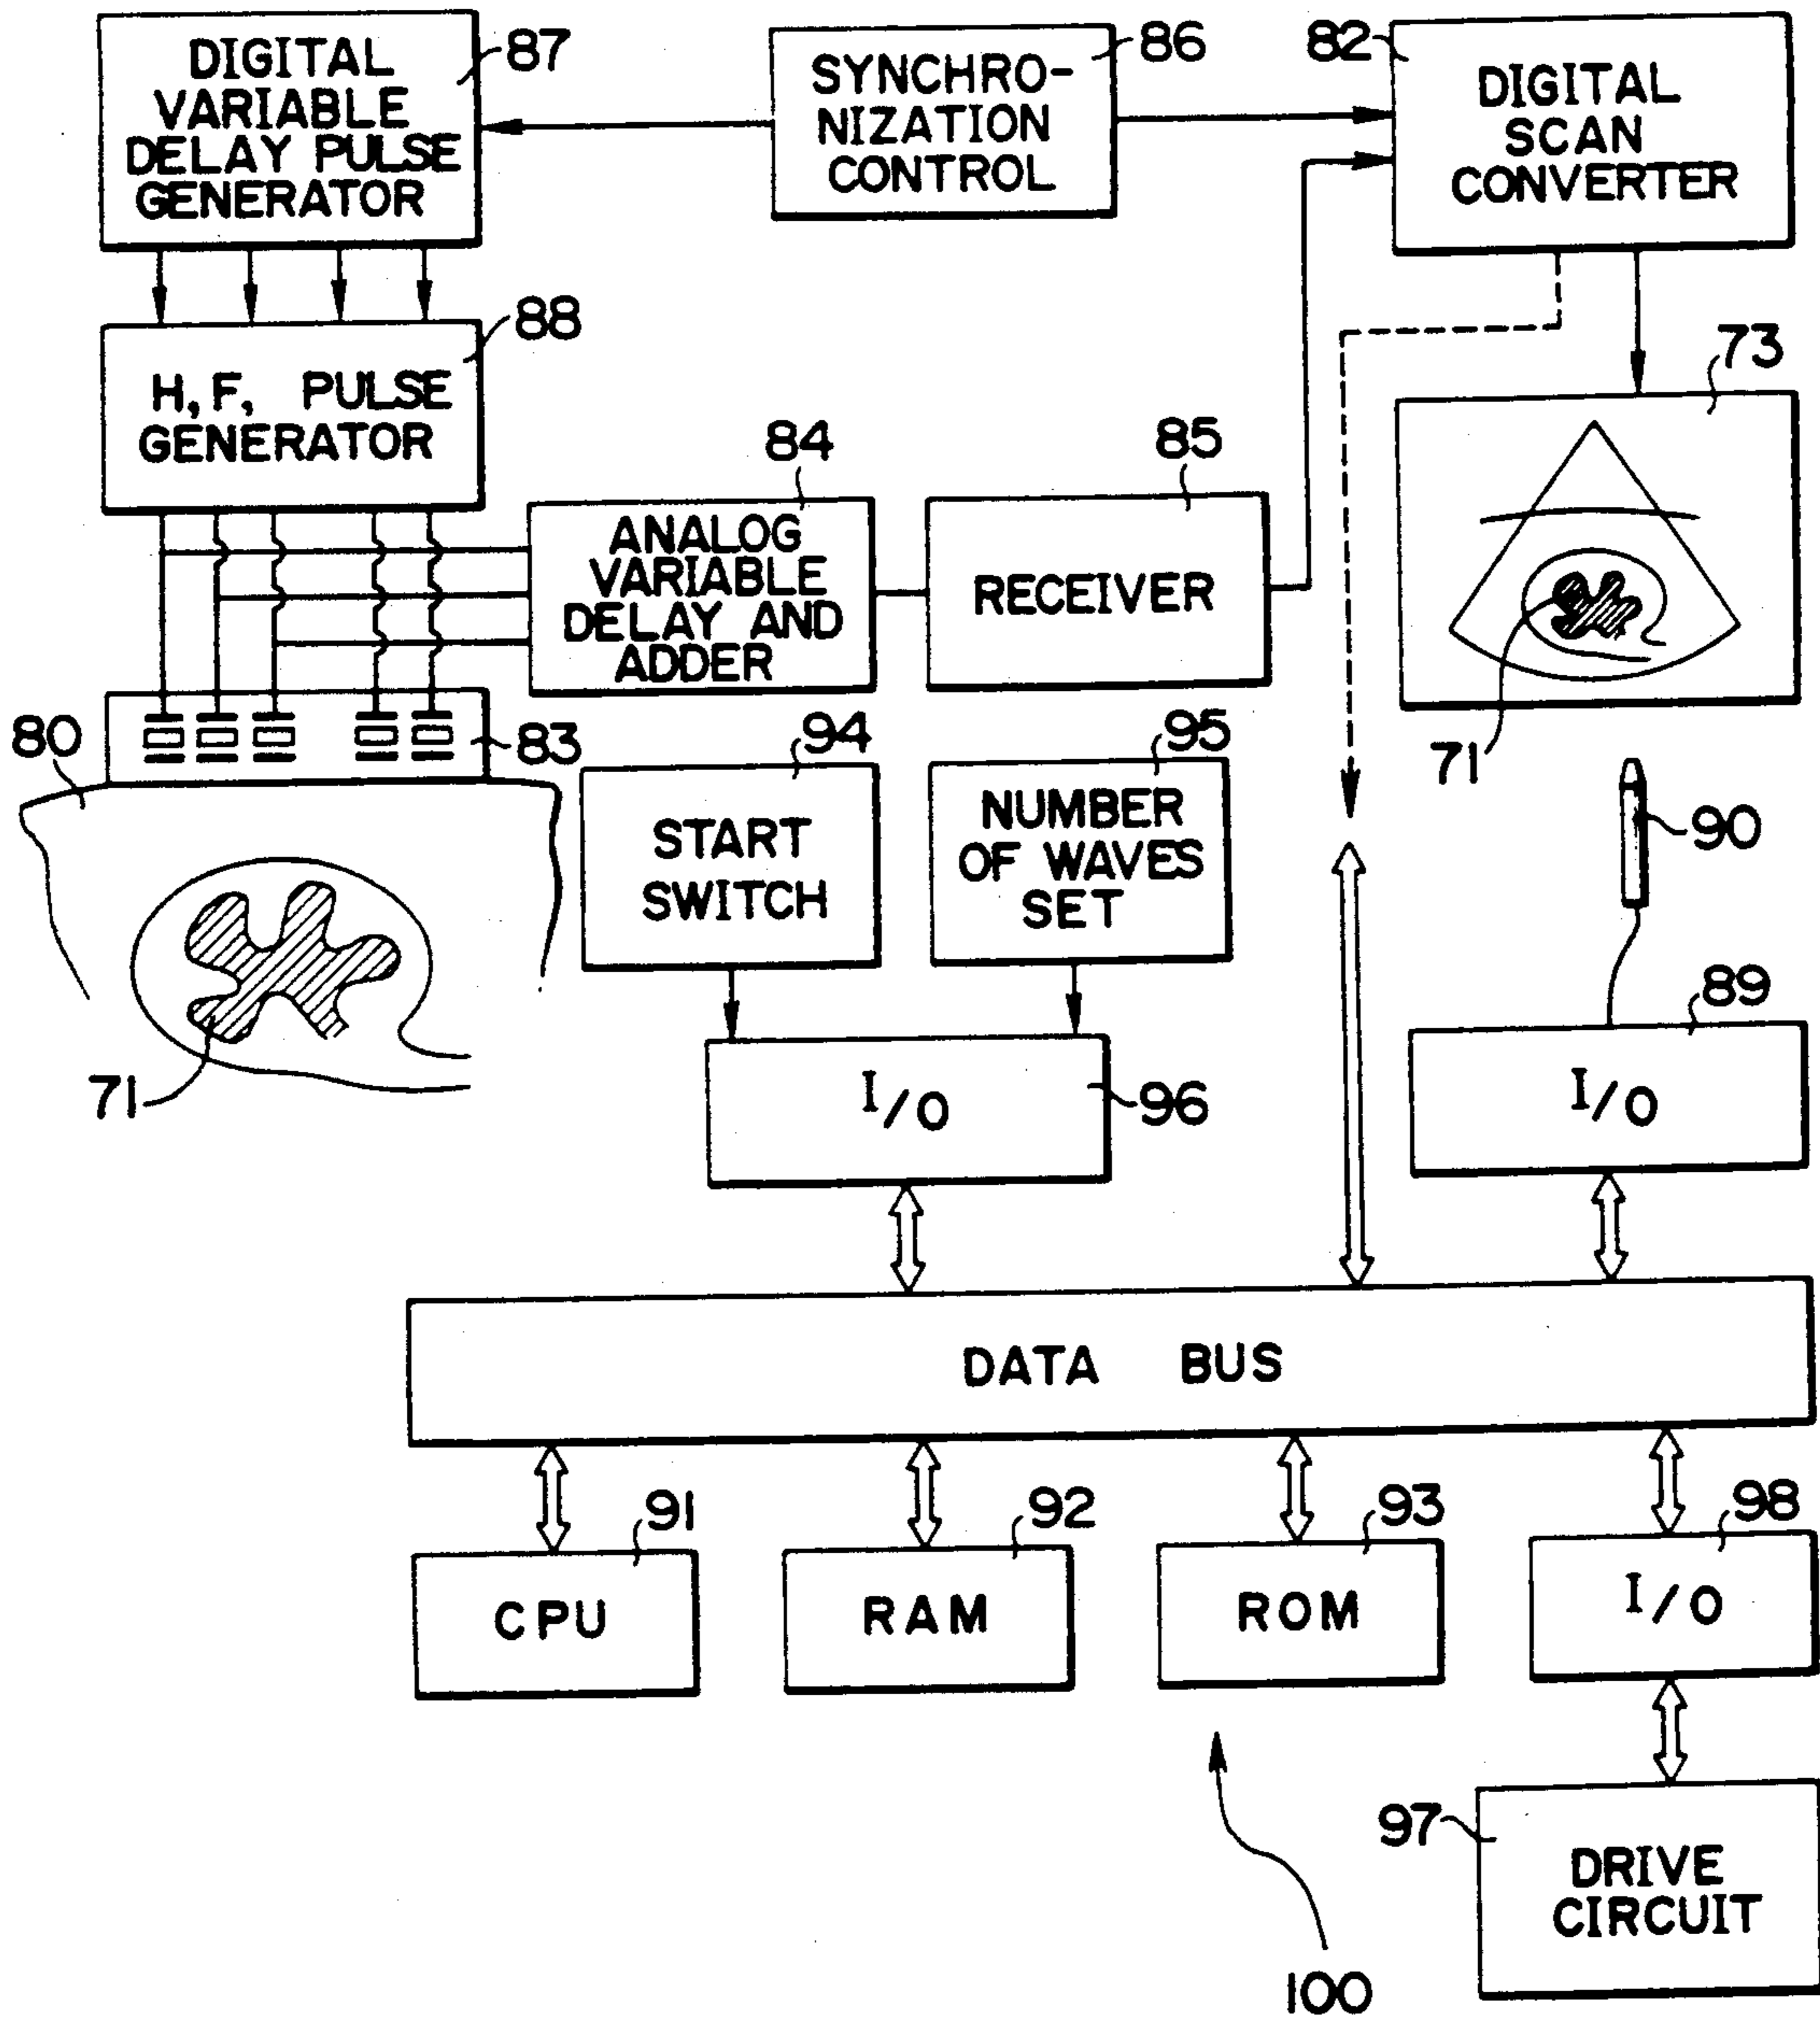 DIGITAL
VARIABLE
DELAY PULSE
GENERATOR
87
SYNCHRO-
NIZATION
CONTROL
86
82
DIGITAL
SCAN
CONVERTER
H,F, PULSE
GENERATOR
88
73
84
ANALOG
VARIABLE
DELAY AND
ADDER
85
RECEIVER
71
80
83
94
START
SWITCH
95
NUMBER
OF WAVES
SET
90
71
I/O
96
89
I/O
DATA BUS
91
CPU
92
RAM
93
ROM
98
I/O
97
DRIVE
CIRCUIT
100